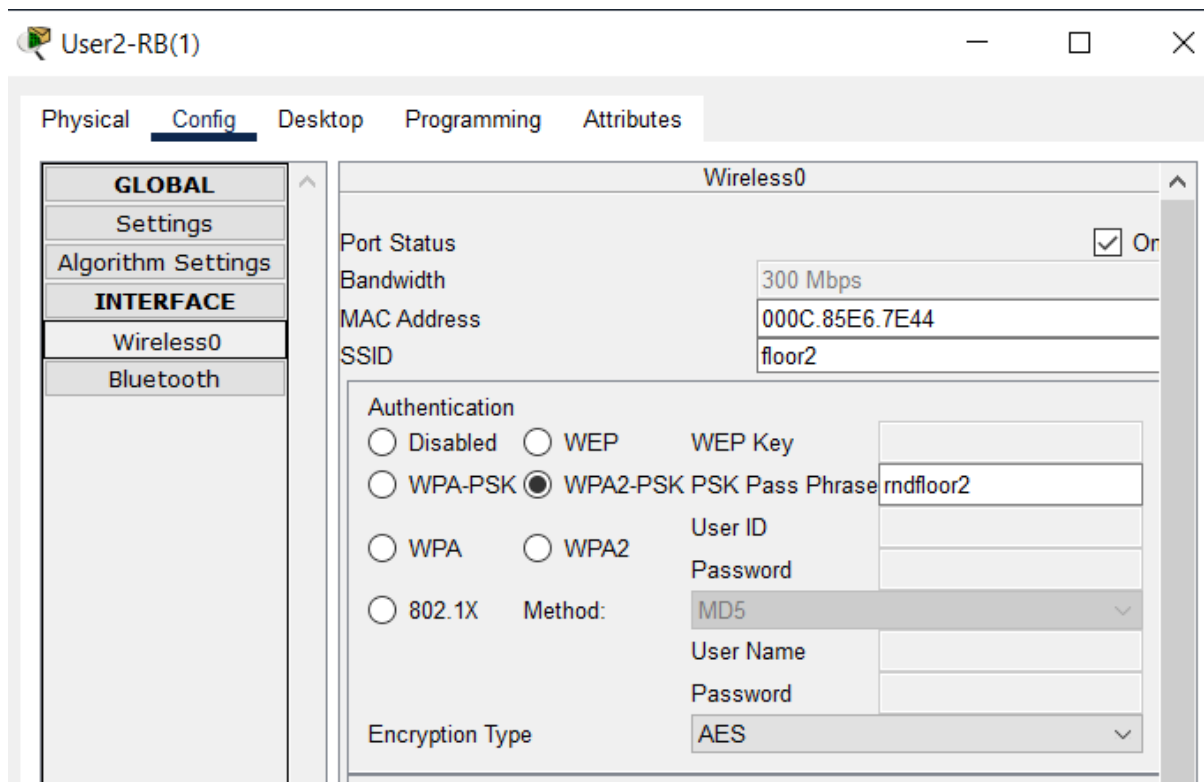 User2-RB(1)
Physical Config Desktop Programming Attributes
GLOBAL
Settings
Algorithm Settings
INTERFACE
Wireless0
Bluetooth
Wireless0
Port Status On
Bandwidth 300 Mbps
MAC Address 000C.85E6.7E44
SSID floor2
Authentication
Disabled WEP WEP Key
WPA-PSK WPA2-PSK PSK Pass Phrase rndfloor2
User ID
WPA WPA2
Password
802.1X Method: MD5
User Name
Password
Encryption Type AES